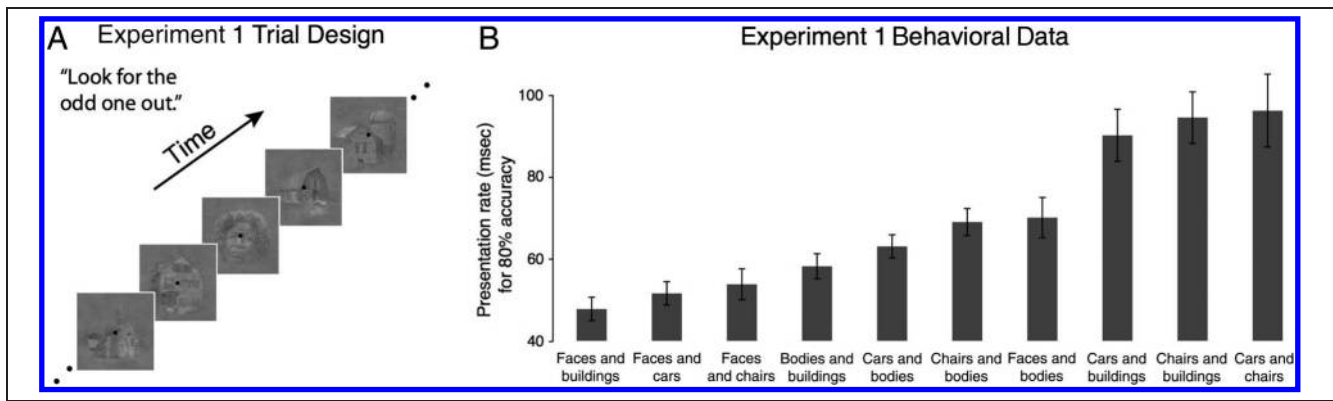 A
Experiment 1 Trial Design
“Look for the
odd one out.”
Time
B
Experiment 1 Behavioral Data
Presentation rate (msec)
for 80% accuracy
100
80
60
40
Faces and
buildings
Faces and
cars
Faces
and chairs
Bodies and
buildings
Cars and
bodies
Chairs and
bodies
Faces and
bodies
Cars and
buildings
Chairs and
buildings
Cars and
chairs